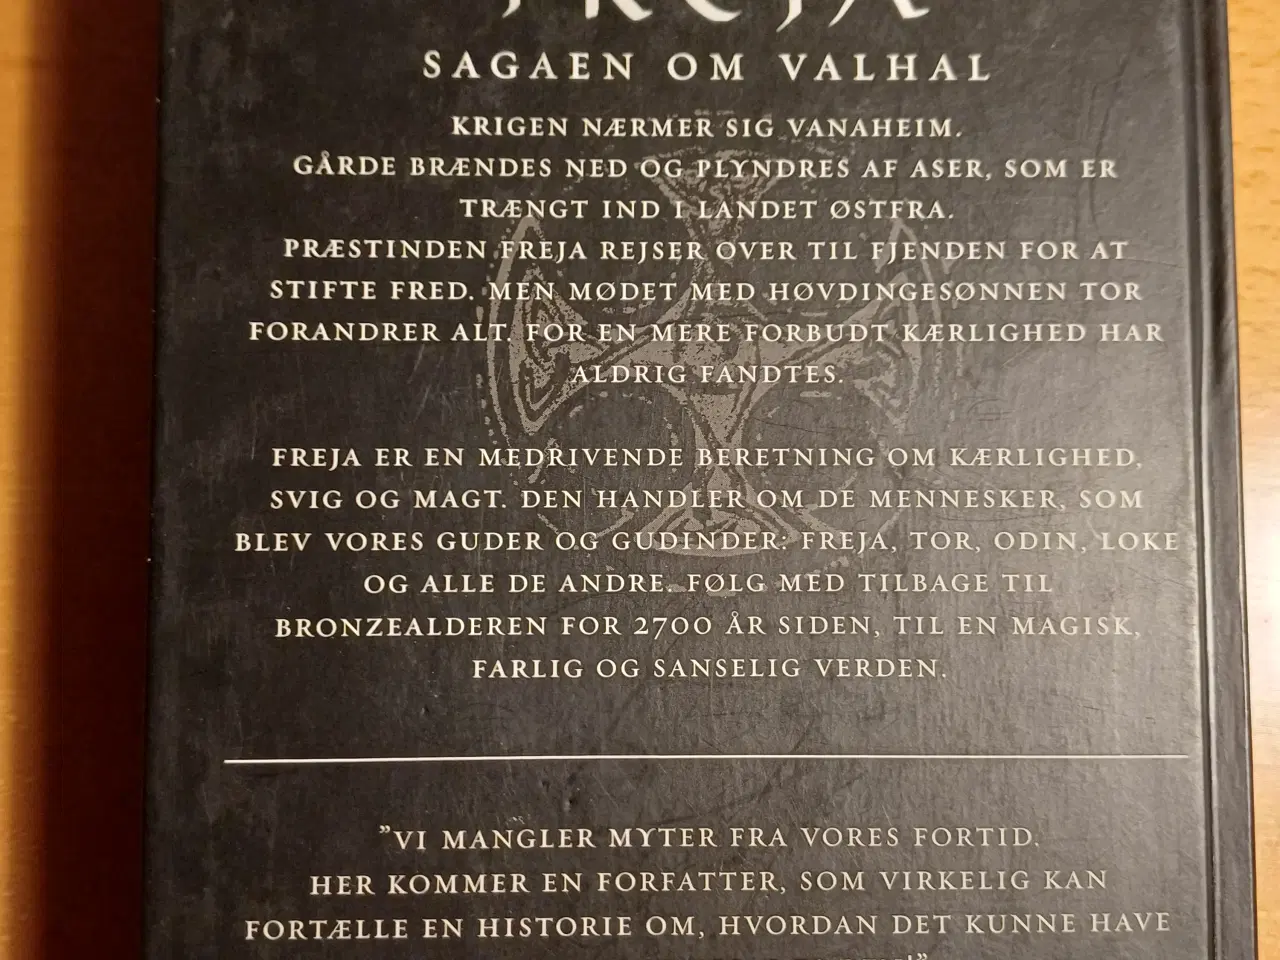 FREJA
SAGAEN OM VALHAL
KRIGEN NÆRMER SIG VANAHEIM.
GÅRDE BRÆNDES NED OG PLYNDRES AF ASER, SOM ER
TRÆNGT IND I LANDET ØSTFRA.
PRÆSTINDEN FREJA REJSER OVER TIL FJENDEN FOR AT
STIFTE FRED. MEN MØDET MED HØVDINGESØNNEN TOR
FORANDRER ALT. FOR EN MERE FORBUDT KÆRLIGHED HAR
ALDRIG FANDTES.
FREJA ER EN MEDRIVENDE BERETNING OM KÆRLIGHED,
SVIG OG MAGT. DEN HANDLER OM DE MENNESKER, SOM
BLEV VORES GUDER OG GUDINDER: FREJA, TOR, ODIN, LOKE
OG ALLE DE ANDRE. FØLG MED TILBAGE TIL
BRONZEALDEREN FOR 2700 ÅR SIDEN, TIL EN MAGISK,
FARLIG OG SANSELIG VERDEN.
”VI MANGLER MYTER FRA VORES FORTID.
HER KOMMER EN FORFATTER, SOM VIRKELIG KAN
FORTÆLLE EN HISTORIE OM, HVORDAN DET KUNNE HAVE